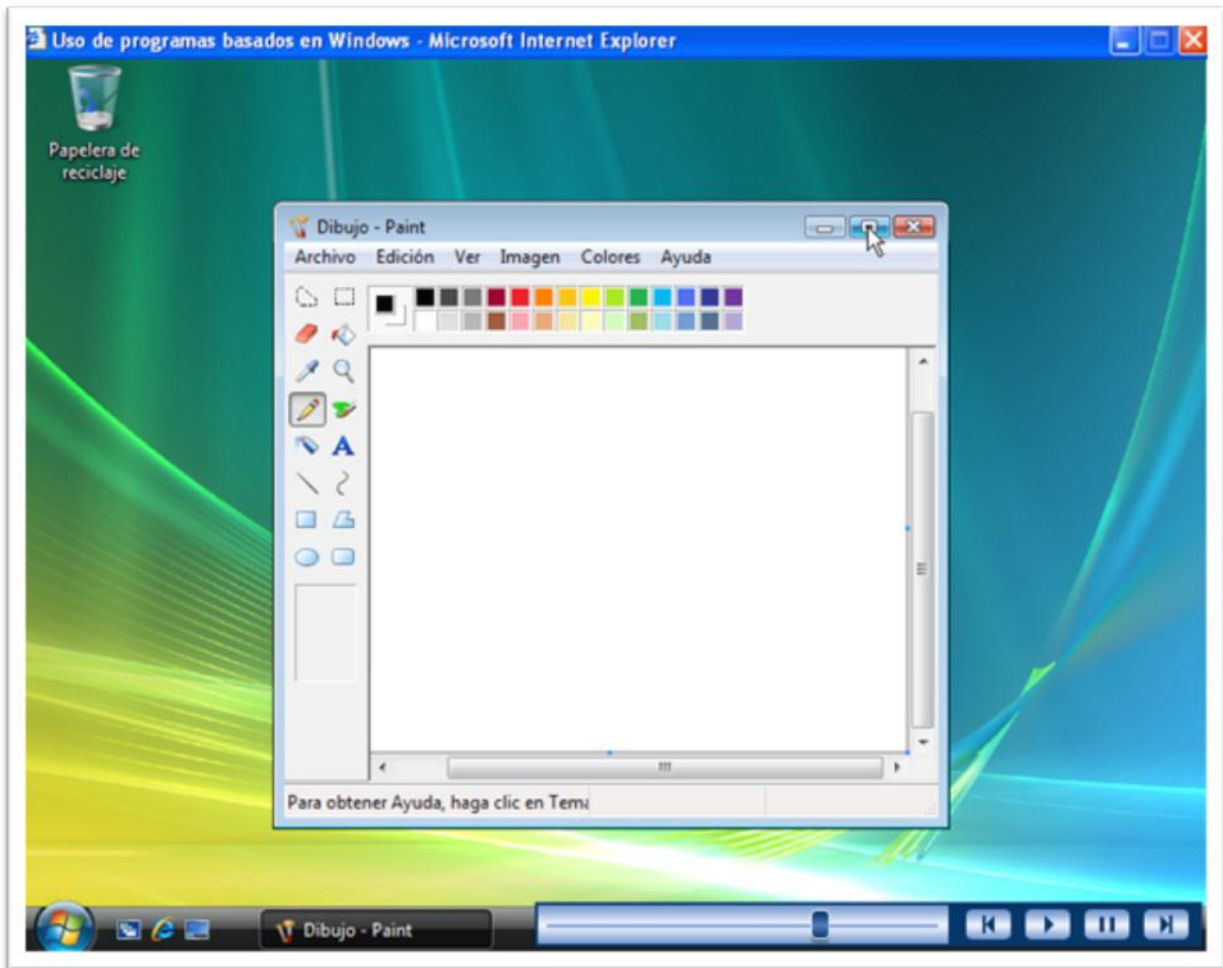 Uso de programas basados en Windows - Microsoft Internet Explorer
Papelera de
reciclaje
Dibujo - Paint
Archivo Edición Ver Imagen Colores Ayuda
A
Para obtener Ayuda, haga clic en Tema
Dibujo - Paint